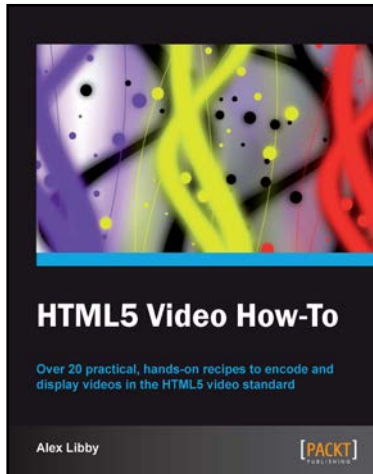 HTML5 Video How-To
Over 20 practical, hands-on recipes to encode and
display videos in the HTML5 video standard
Alex Libby
[PACKT]
PUBLISHING